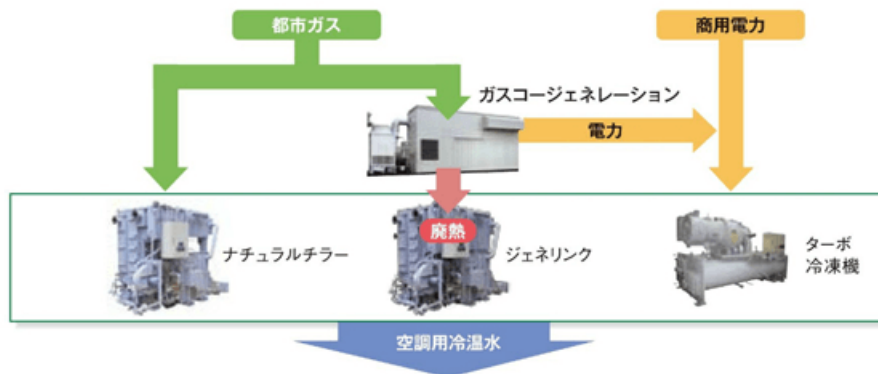 都市ガス
商用電力
ガスコージェネレーション
電力
廃熱
ナチュラルチラー
ジェネリンク
ターボ
冷凍機
空調用冷温水